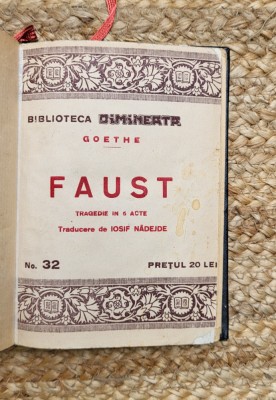 BIBLIOTECA DIMINEAȚA
GOETHE
FAUST
TRAGEDIE IN 5 ACTE
Traducere de IOSIF NĂDEJDE
No. 32
PREȚUL 20 LEI